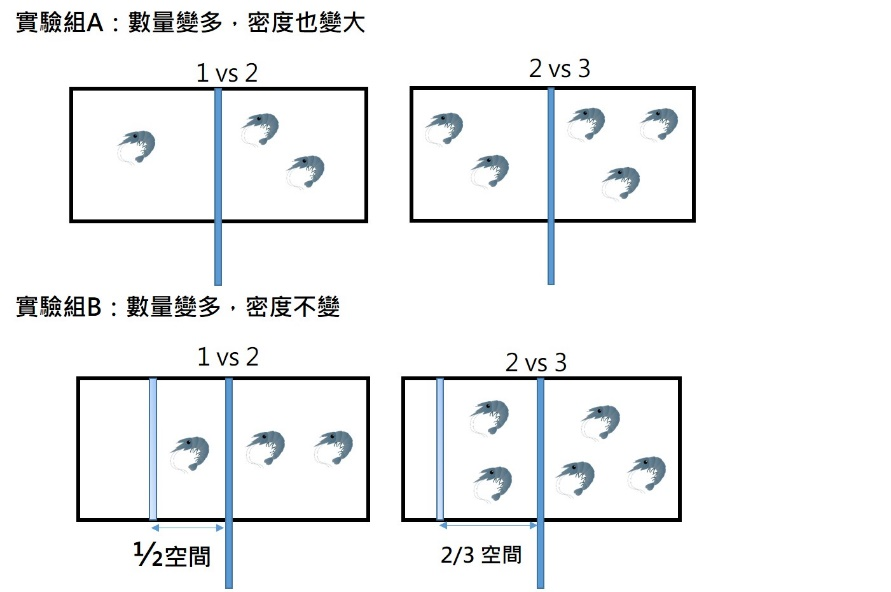 實驗組A：數量變多，密度也變大
1 vs 2
2 vs 3
實驗組B：數量變多，密度不變
1 vs 2
2 vs 3
½空間
2/3 空間